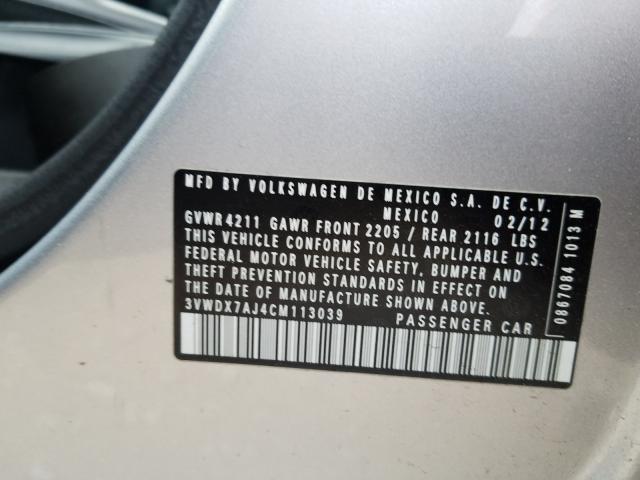 MFD BY VOLKSWAGEN DE MEXICO S.A. DE C.V.
MEXICO 02/12
GVWR 4211 GAWR FRONT 2205 / REAR 2116 LBS
THIS VEHICLE CONFORMS TO ALL APPLICABLE U.S.
FEDERAL MOTOR VEHICLE SAFETY, BUMPER AND
THEFT PREVENTION STANDARDS IN EFFECT ON
THE DATE OF MANUFACTURE SHOWN ABOVE.
3VWDX7AJ4CM113039 PASSENGER CAR
0867084 1013 M